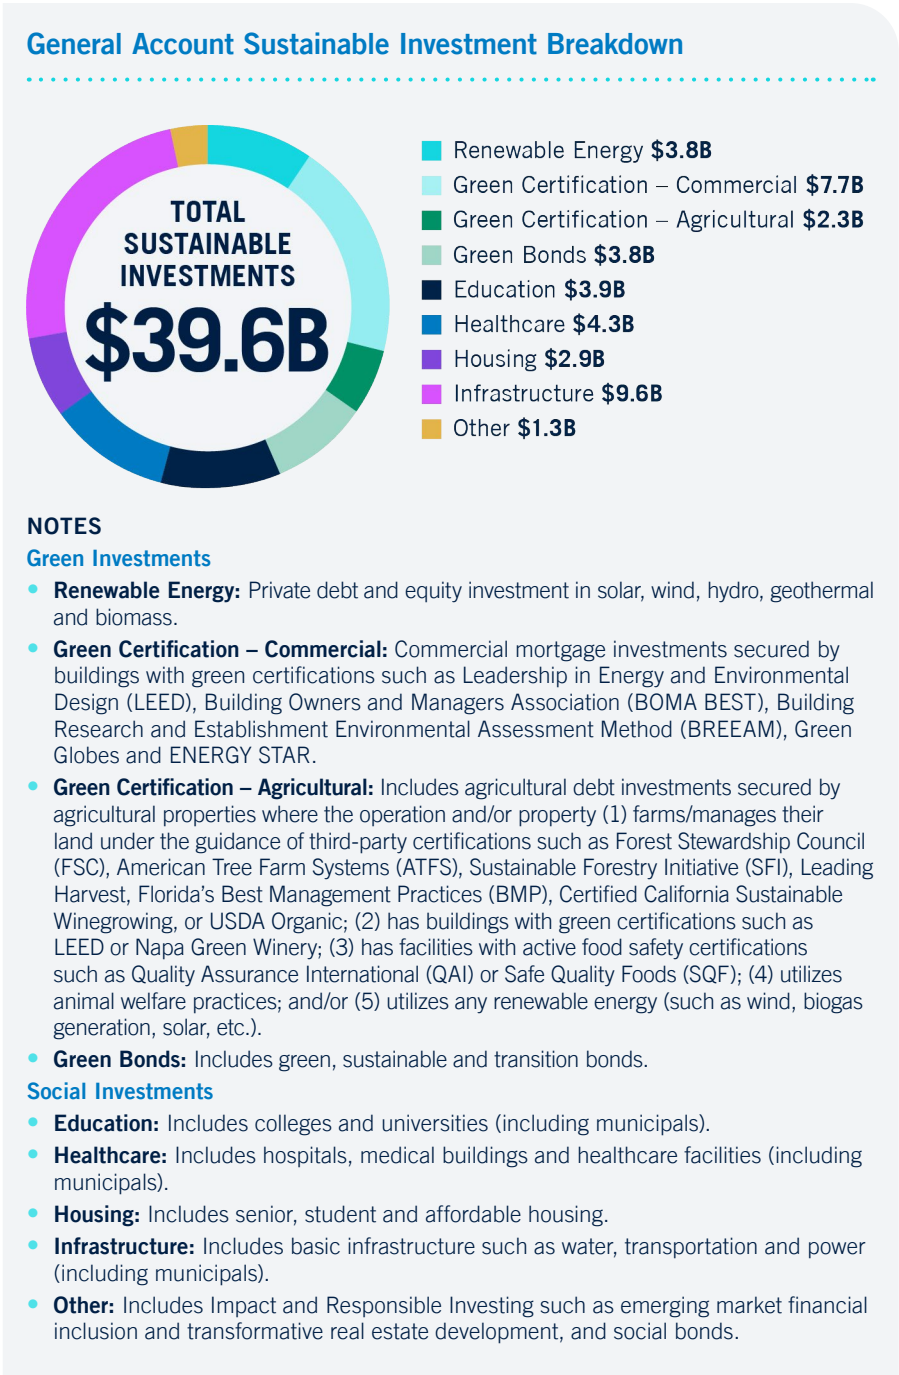 General Account Sustainable Investment Breakdown
TOTAL
SUSTAINABLE
INVESTMENTS
$39.6B
Renewable Energy $3.8B
Green Certification – Commercial $7.7B
Green Certification – Agricultural $2.3B
Green Bonds $3.8B
Education $3.9B
Healthcare $4.3B
Housing $2.9B
Infrastructure $9.6B
Other $1.3B
NOTES
Green Investments
• Renewable Energy: Private debt and equity investment in solar, wind, hydro, geothermal
and biomass.
• Green Certification – Commercial: Commercial mortgage investments secured by
buildings with green certifications such as Leadership in Energy and Environmental
Design (LEED), Building Owners and Managers Association (BOMA BEST), Building
Research and Establishment Environmental Assessment Method (BREEAM), Green
Globes and ENERGY STAR.
• Green Certification – Agricultural: Includes agricultural debt investments secured by
agricultural properties where the operation and/or property (1) farms/manages their
land under the guidance of third-party certifications such as Forest Stewardship Council
(FSC), American Tree Farm Systems (ATFS), Sustainable Forestry Initiative (SFI), Leading
Harvest, Florida's Best Management Practices (BMP), Certified California Sustainable
Winegrowing, or USDA Organic; (2) has buildings with green certifications such as
LEED or Napa Green Winery; (3) has facilities with active food safety certifications
such as Quality Assurance International (QAI) or Safe Quality Foods (SQF); (4) utilizes
animal welfare practices; and/or (5) utilizes any renewable energy (such as wind, biogas
generation, solar, etc.).
• Green Bonds: Includes green, sustainable and transition bonds.
Social Investments
• Education: Includes colleges and universities (including municipals).
• Healthcare: Includes hospitals, medical buildings and healthcare facilities (including
municipals).
• Housing: Includes senior, student and affordable housing.
• Infrastructure: Includes basic infrastructure such as water, transportation and power
(including municipals).
• Other: Includes Impact and Responsible Investing such as emerging market financial
inclusion and transformative real estate development, and social bonds.